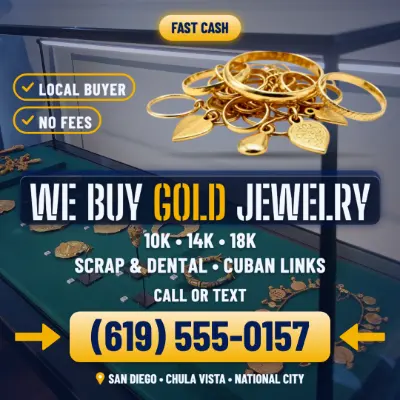 FAST CASH
LOCAL BUYER
NO FEES
WE BUY GOLD JEWELRY
10K • 14K • 18K
SCRAP & DENTAL • CUBAN LINKS
CALL OR TEXT
(619) 555-0157
SAN DIEGO • CHULA VISTA • NATIONAL CITY